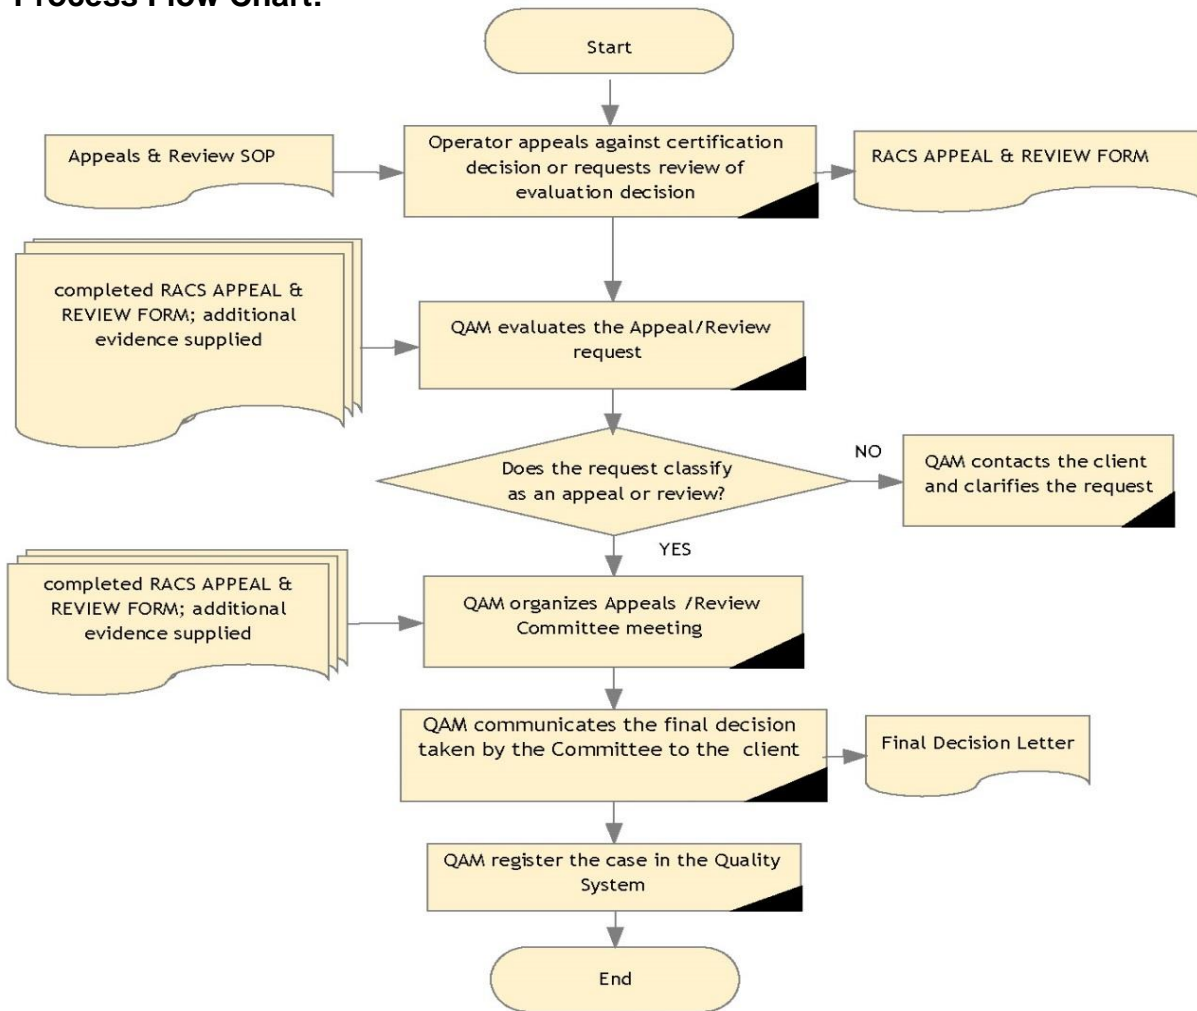 Process Flow Chart:
Start
Appeals & Review SOP
Operator appeals against certification
decision or requests review of
evaluation decision
RACS APPEAL & REVIEW FORM
completed RACS APPEAL &
REVIEW FORM; additional
evidence supplied
QAM evaluates the Appeal/Review
request
Does the request classify
as an appeal or review?
NO
QAM contacts the client
and clarifies the request
YES
completed RACS APPEAL &
REVIEW FORM; additional
evidence supplied
QAM organizes Appeals /Review
Committee meeting
QAM communicates the final decision
taken by the Committee to the client
Final Decision Letter
QAM register the case in the Quality
System
End